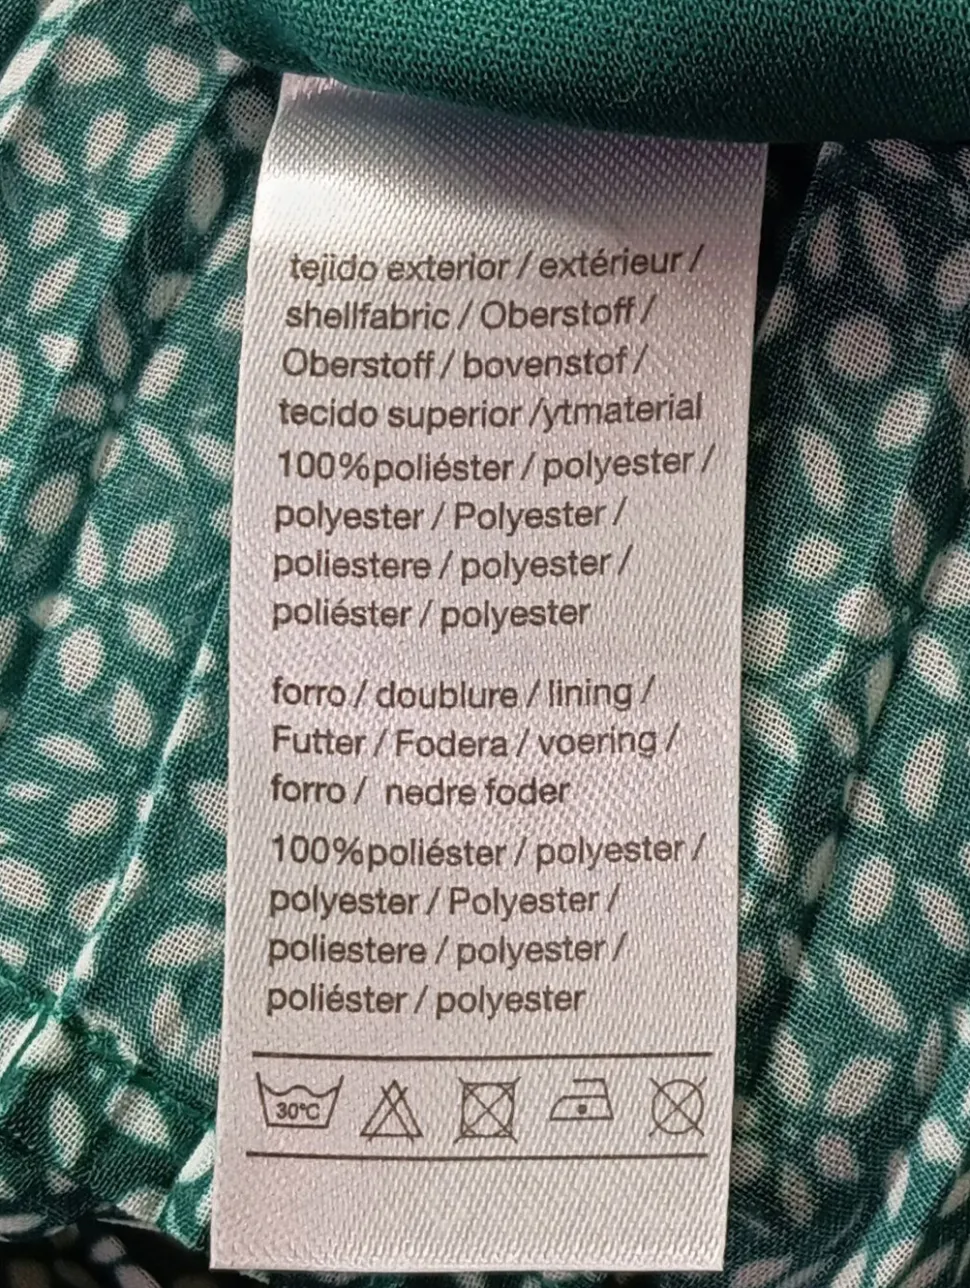 tejido exterior / extérieur /
shellfabric / Oberstoff /
Oberstoff / bovenstof /
tecido superior /ytmaterial
100%poliéster / polyester /
polyester / Polyester /
poliestere / polyester /
poliéster / polyester
forro / doublure / lining /
Futter / Fodera / voering /
forro / nedre foder
100%poliéster / polyester /
polyester / Polyester /
poliestere / polyester /
poliéster / polyester
30°C